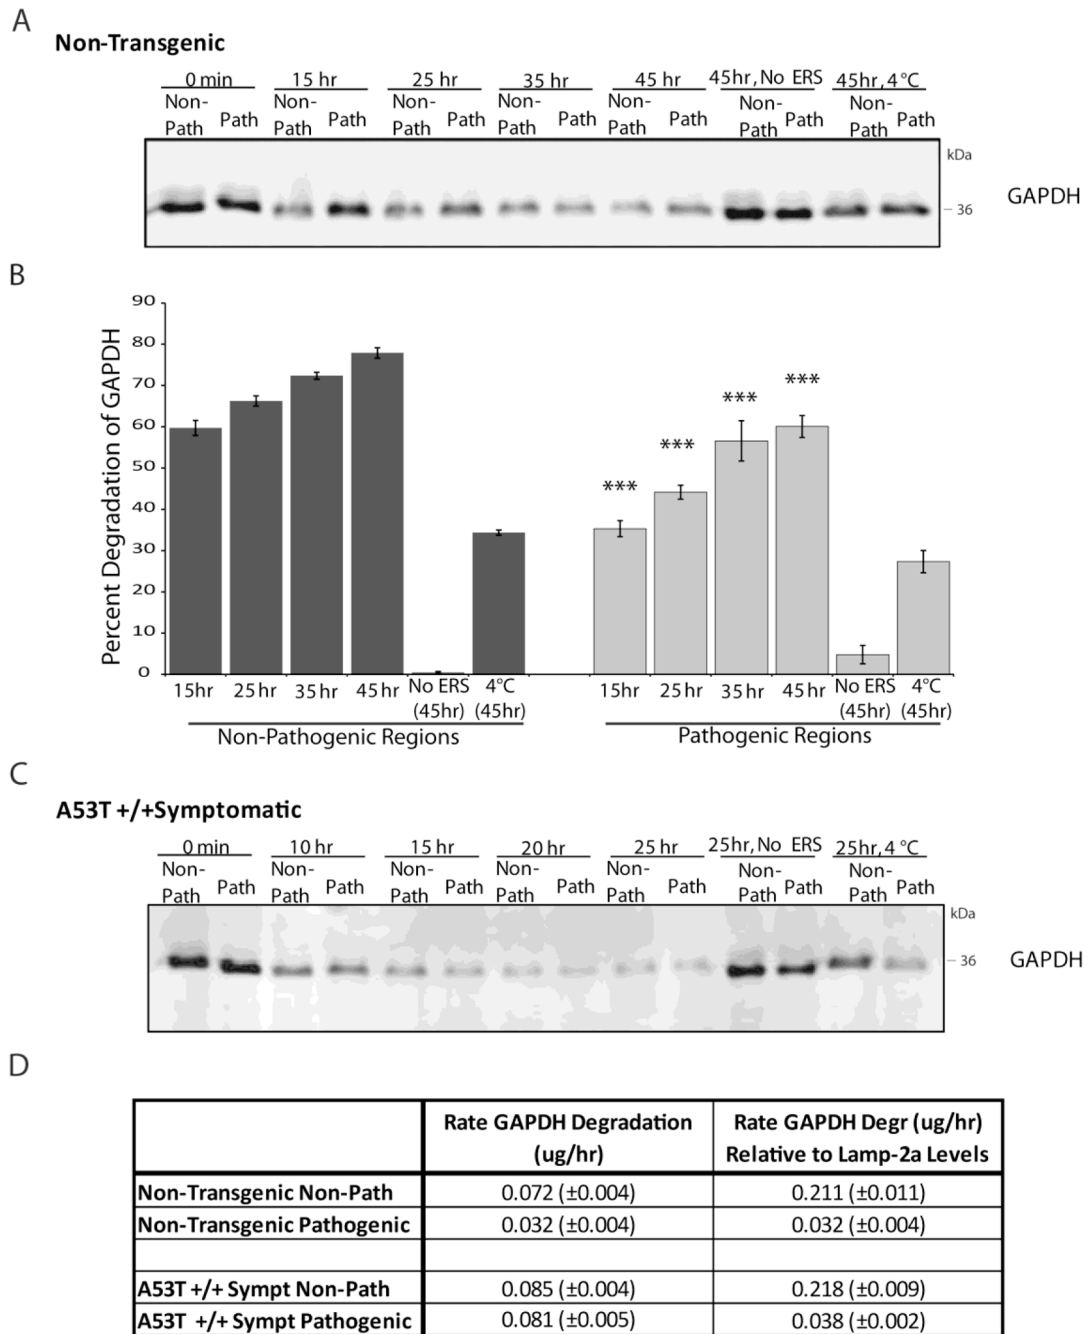 A
Non-Transgenic
0 min 15 hr 25 hr 35 hr 45 hr 45hr, No ERS 45hr, 4 °C
Non-Path Path Non-Path Path Non-Path Path Non-Path Path Non-Path Path Non-Path Path Non-Path Path
kDa
36
GAPDH
B
Percent Degradation of GAPDH
90
80
70
60
50
40
30
20
10
0
*** *** *** ***
15hr 25hr 35hr 45hr No ERS (45hr) 4°C (45hr) 15hr 25hr 35hr 45hr No ERS (45hr) 4°C (45hr)
Non-Pathogenic Regions Pathogenic Regions
C
A53T +/+Symptomatic
0 min 10 hr 15 hr 20 hr 25 hr 25hr, No ERS 25hr, 4 °C
Non-Path Path Non-Path Path Non-Path Path Non-Path Path Non-Path Path Non-Path Path Non-Path Path
kDa
36
GAPDH
D
Rate GAPDH Degradation (ug/hr) Rate GAPDH Degr (ug/hr) Relative to Lamp-2a Levels
Non-Transgenic Non-Path 0.072 (±0.004) 0.211 (±0.011)
Non-Transgenic Pathogenic 0.032 (±0.004) 0.032 (±0.004)
A53T +/+ Sympt Non-Path 0.085 (±0.004) 0.218 (±0.009)
A53T +/+ Sympt Pathogenic 0.081 (±0.005) 0.038 (±0.002)